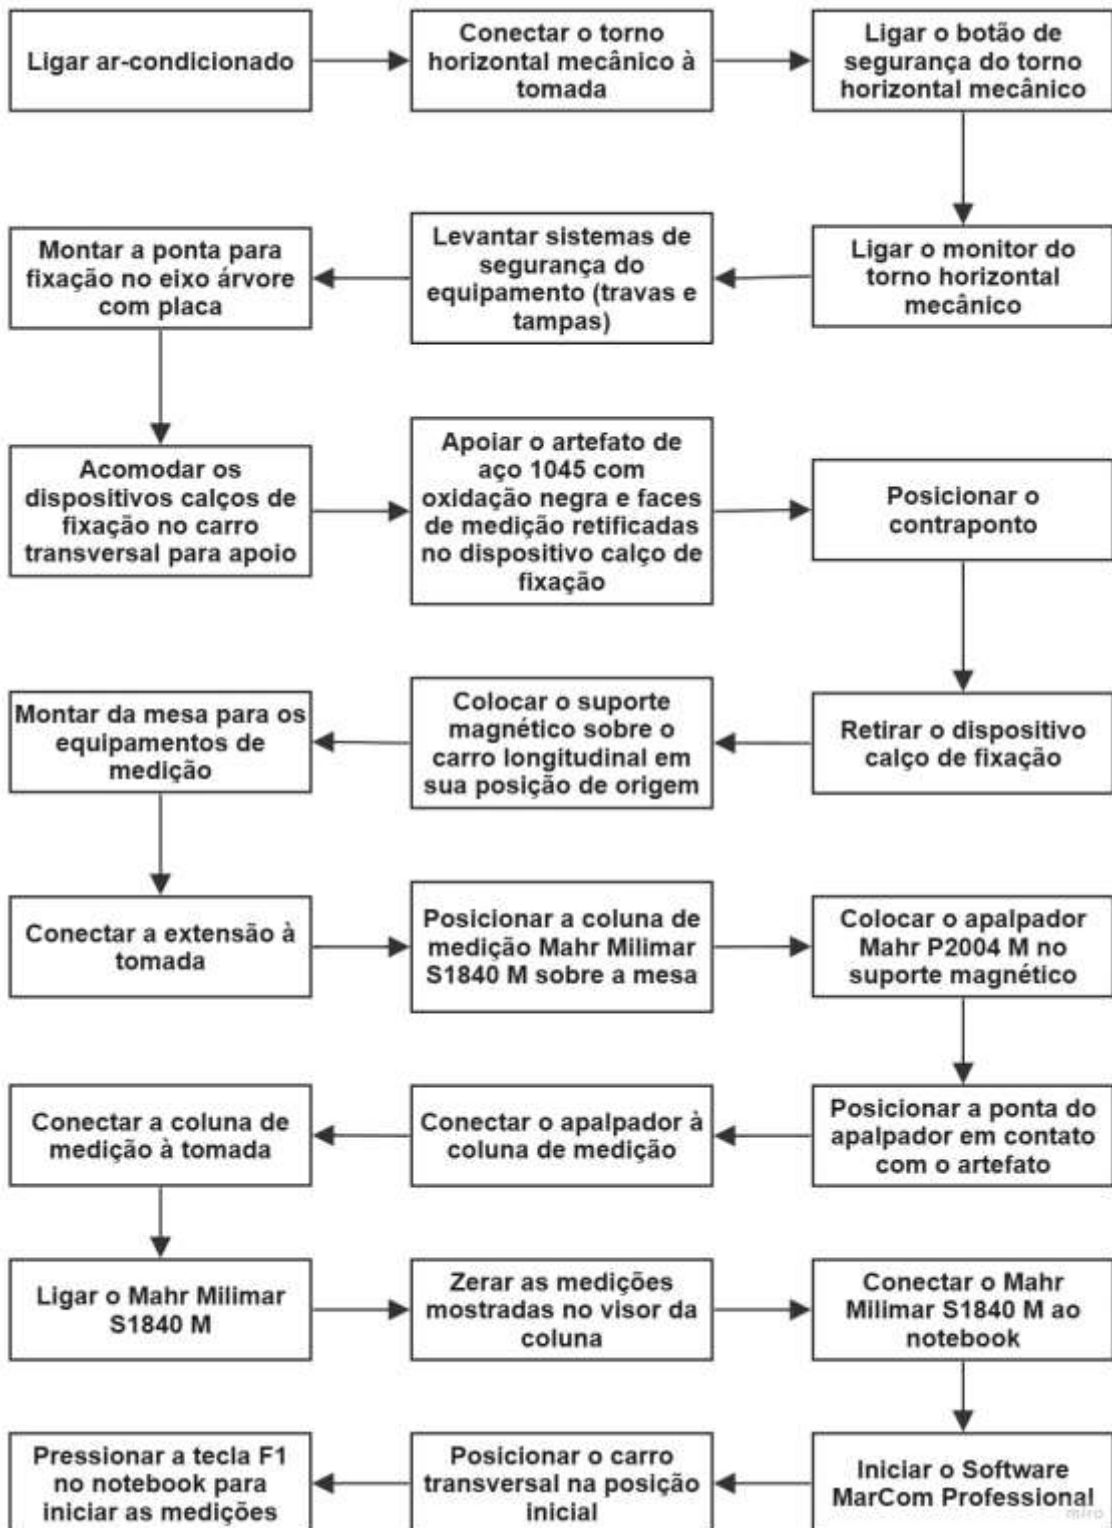 Ligar ar-condicionado
Conectar o torno
horizontal mecânico à
tomada
Ligar o botão de
segurança do torno
horizontal mecânico
Ligar o monitor do
torno horizontal
mecânico
Levantar sistemas de
segurança do
equipamento (travas e
tampas)
Montar a ponta para
fixação no eixo árvore
com placa
Acomodar os
dispositivos calços de
fixação no carro
transversal para apoio
Apoiar o artefato de
aço 1045 com
oxidação negra e faces
de medição retificadas
no dispositivo calço de
fixação
Posicionar o
contraponto
Retirar o dispositivo
calço de fixação
Colocar o suporte
magnético sobre o
carro longitudinal em
sua posição de origem
Montar da mesa para os
equipamentos de
medição
Conectar a extensão à
tomada
Posicionar a coluna de
medição Mahr Milimar
S1840 M sobre a mesa
Colocar o apalpador
Mahr P2004 M no
suporte magnético
Posicionar a ponta do
apalpador em contato
com o artefato
Conectar o apalpador à
coluna de medição
Conectar a coluna de
medição à tomada
Ligar o Mahr Milimar
S1840 M
Zerar as medições
mostradas no visor da
coluna
Conectar o Mahr
Milimar S1840 M ao
notebook
Iniciar o Software
MarCom Professional
Posicionar o carro
transversal na posição
inicial
Pressionar a tecla F1
no notebook para
iniciar as medições
miro